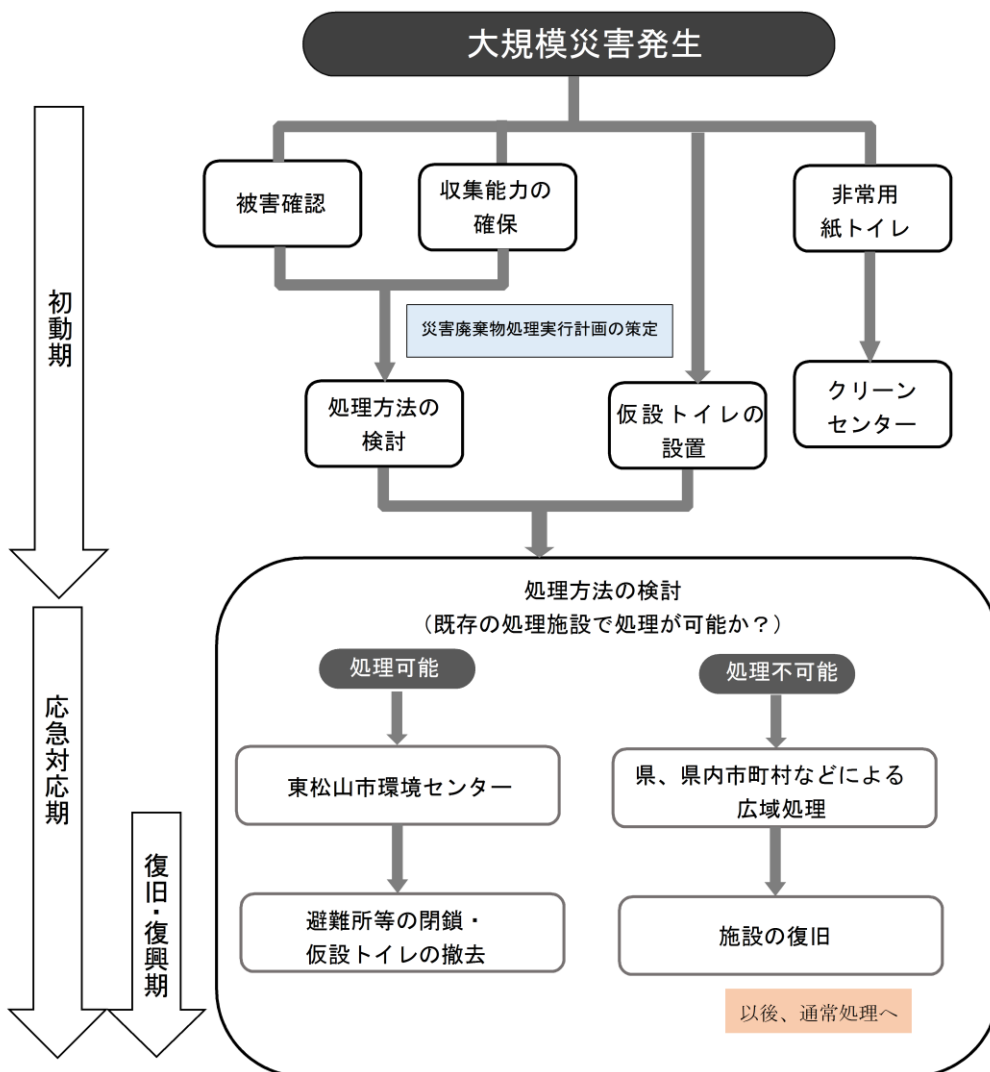 大規模災害発生
初動期
被害確認
収集能力の
確保
非常用
紙トイレ
災害廃棄物処理実行計画の策定
処理方法の
検討
仮設トイレの
設置
クリーン
センター
応急対応期
復旧・復興期
処理方法の検討
（既存の処理施設で処理が可能か？）
処理可能
処理不可能
東松山市環境センター
県、県内市町村などによる
広域処理
避難所等の閉鎖・
仮設トイレの撤去
施設の復旧
以後、通常処理へ